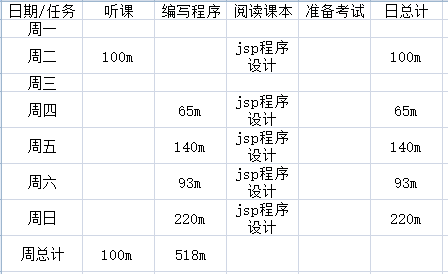 日期/任务 听课 编写程序 阅读课本 准备考试 日总计
周一
周二 100m jsp程序设计 100m
周三
周四 65m jsp程序设计 65m
周五 140m jsp程序设计 140m
周六 93m jsp程序设计 93m
周日 220m jsp程序设计 220m
周总计 100m 518m